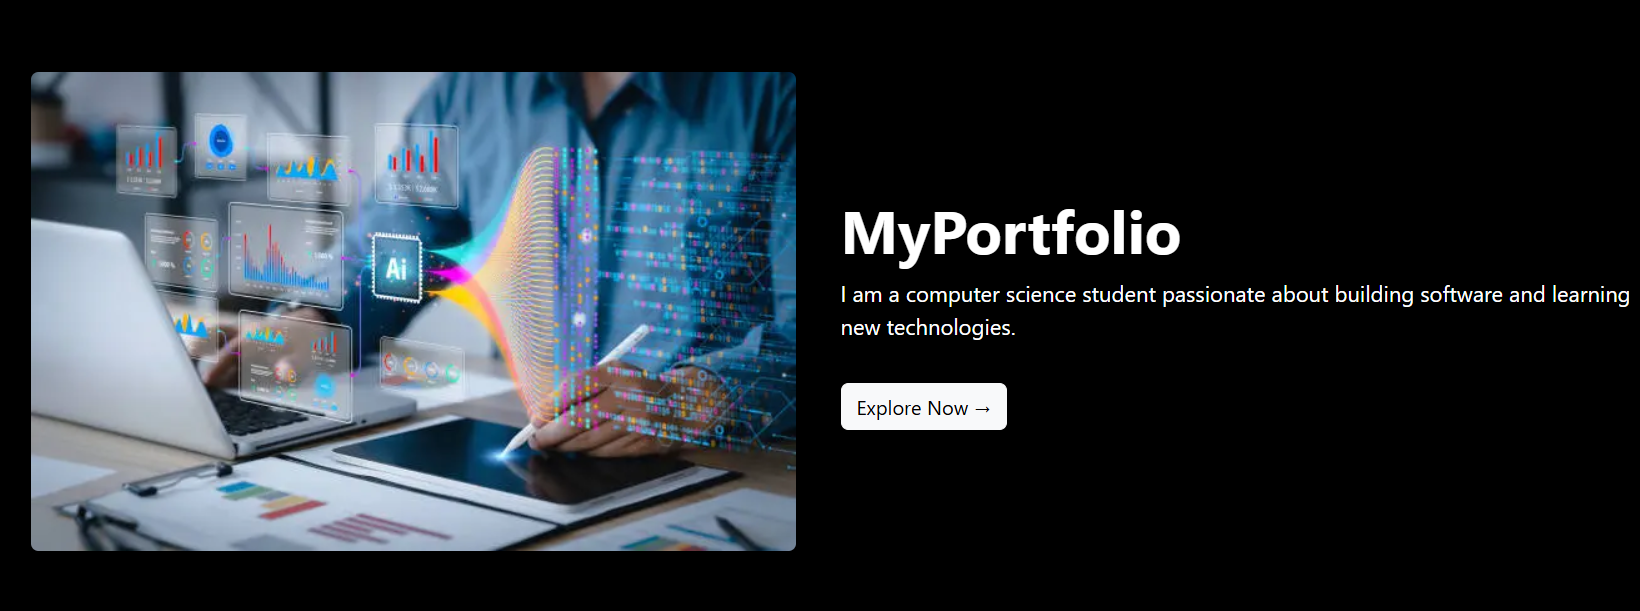 Ai
MyPortfolio
I am a computer science student passionate about building software and learning
new technologies.
Explore Now →